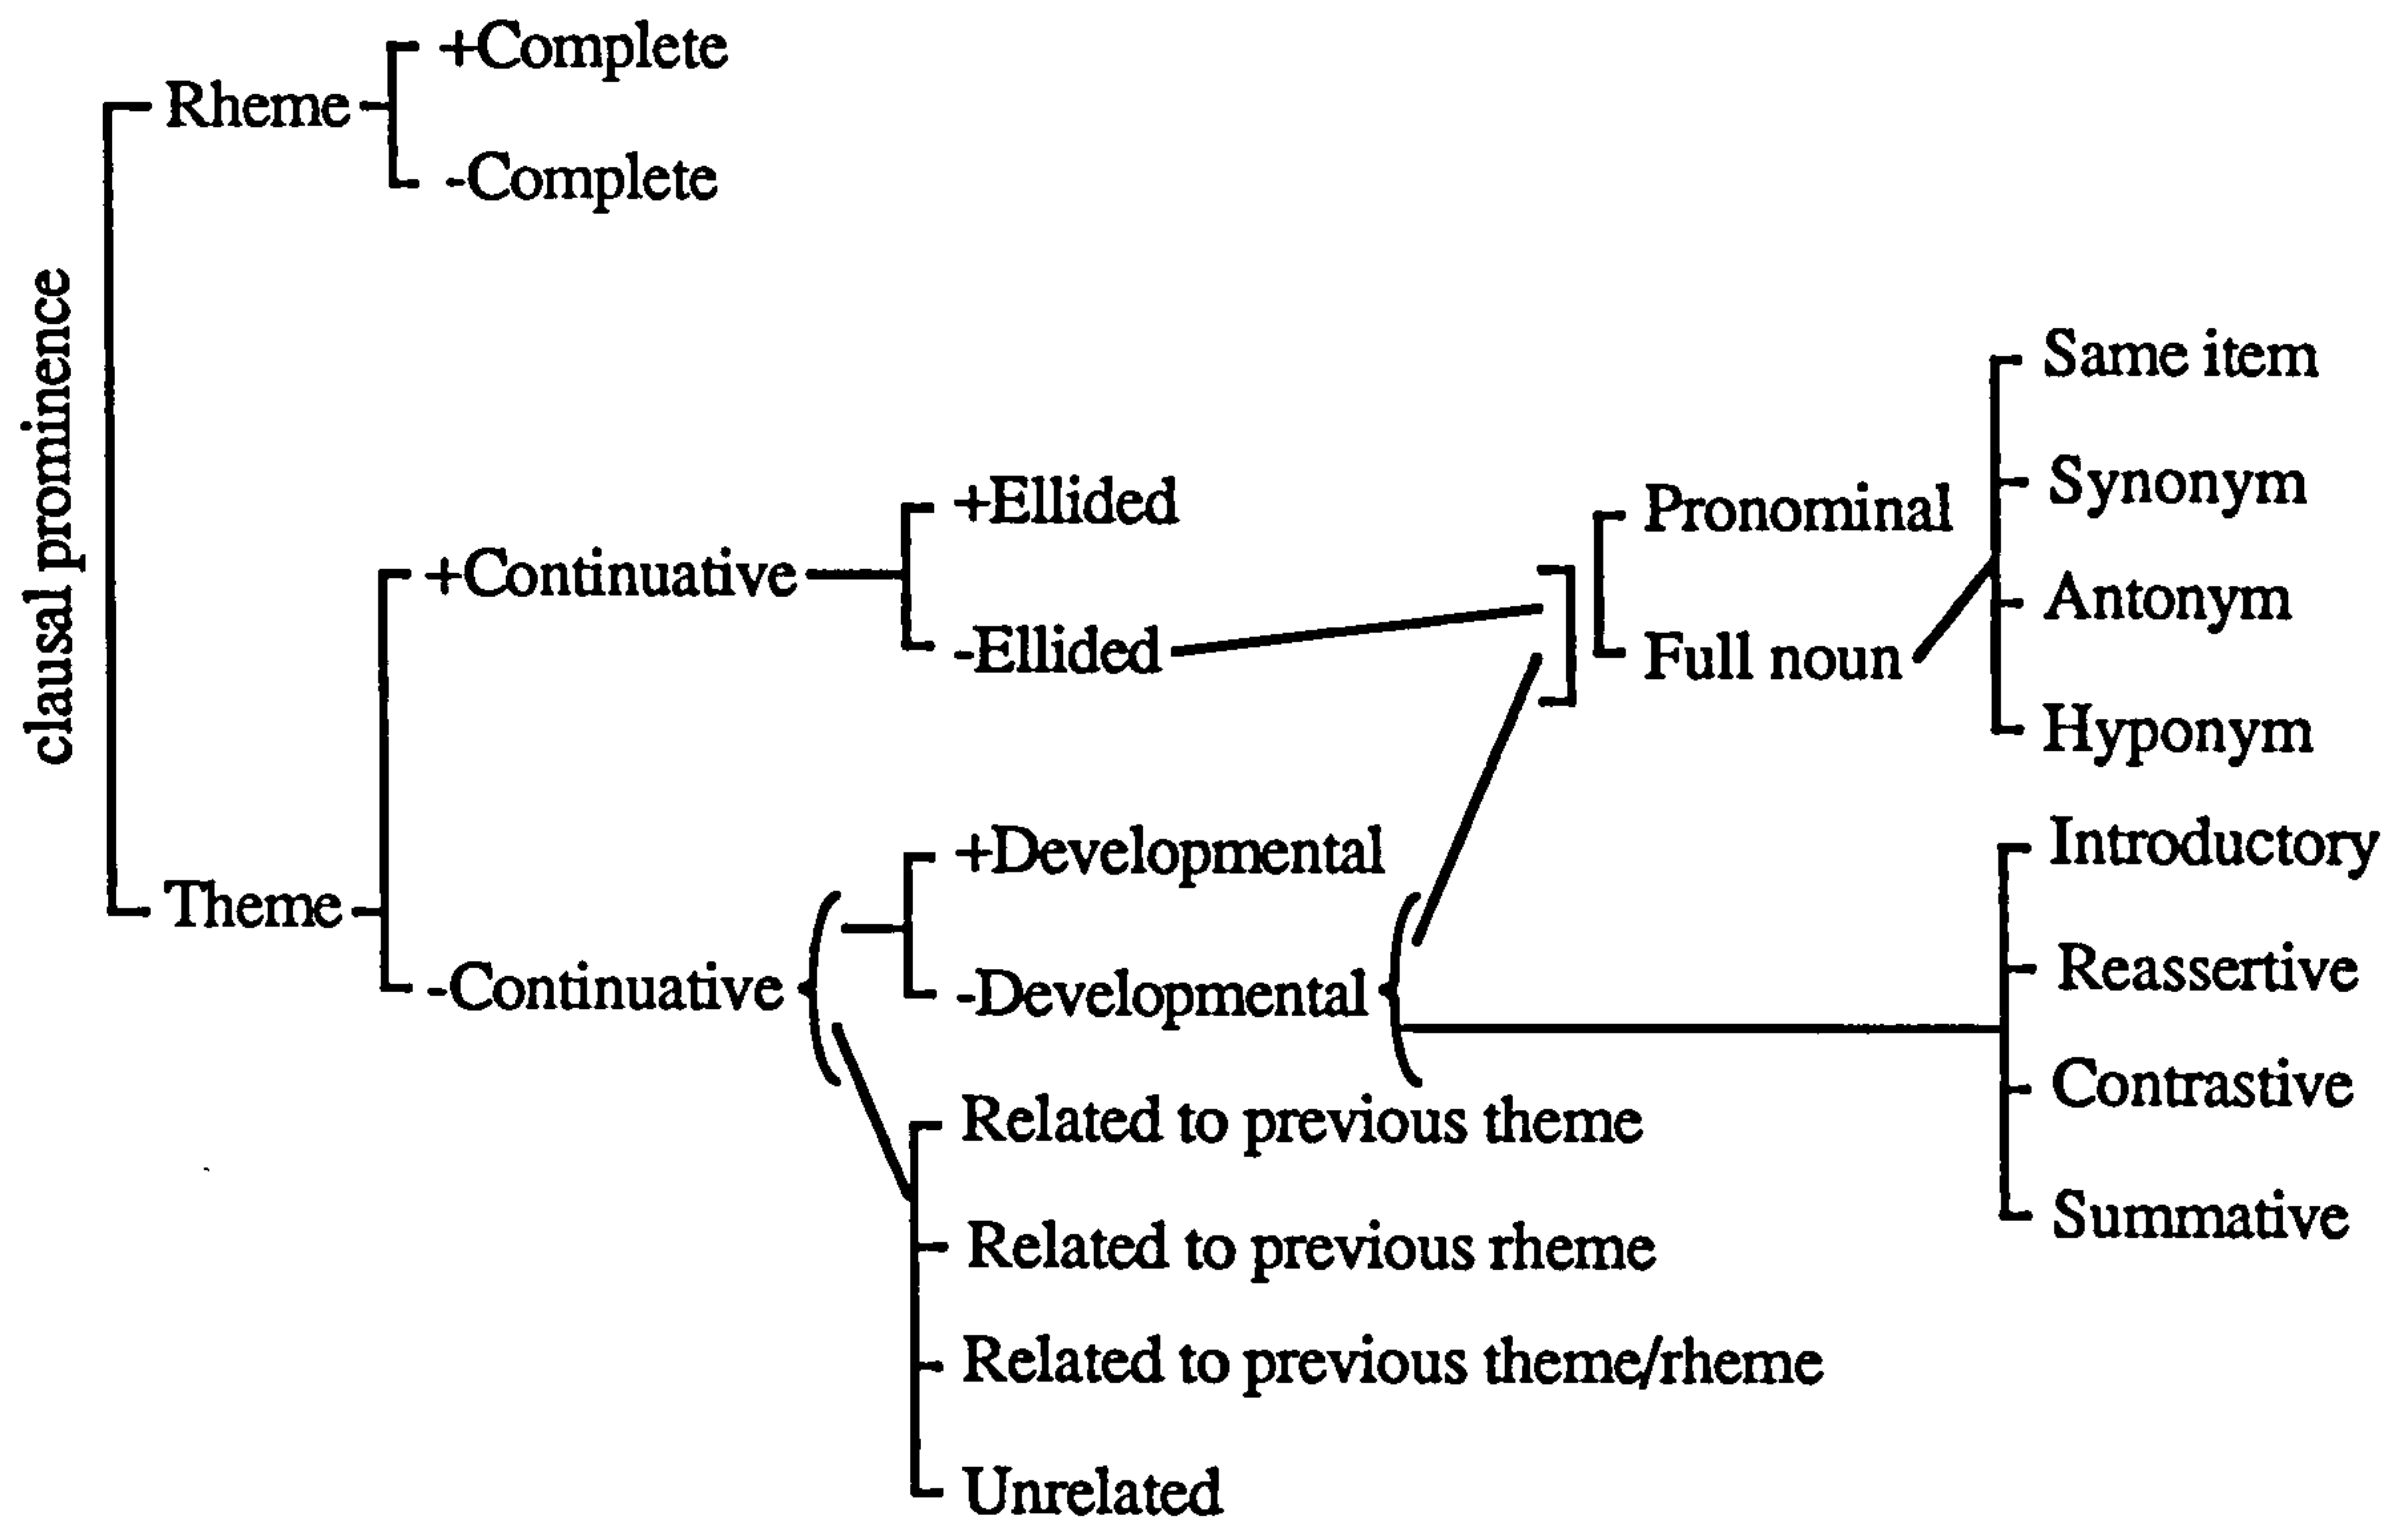 clausal prominence
Rheme
+Complete
-Complete
Theme
+Continuative
-Continuative
+Ellided
-Ellided
+Developmental
-Developmental
Related to previous theme
Related to previous rheme
Related to previous theme/rheme
Unrelated
Pronominal
Full noun
Same item
Synonym
Antonym
Hyponym
Introductory
Reassertive
Contrastive
Summative